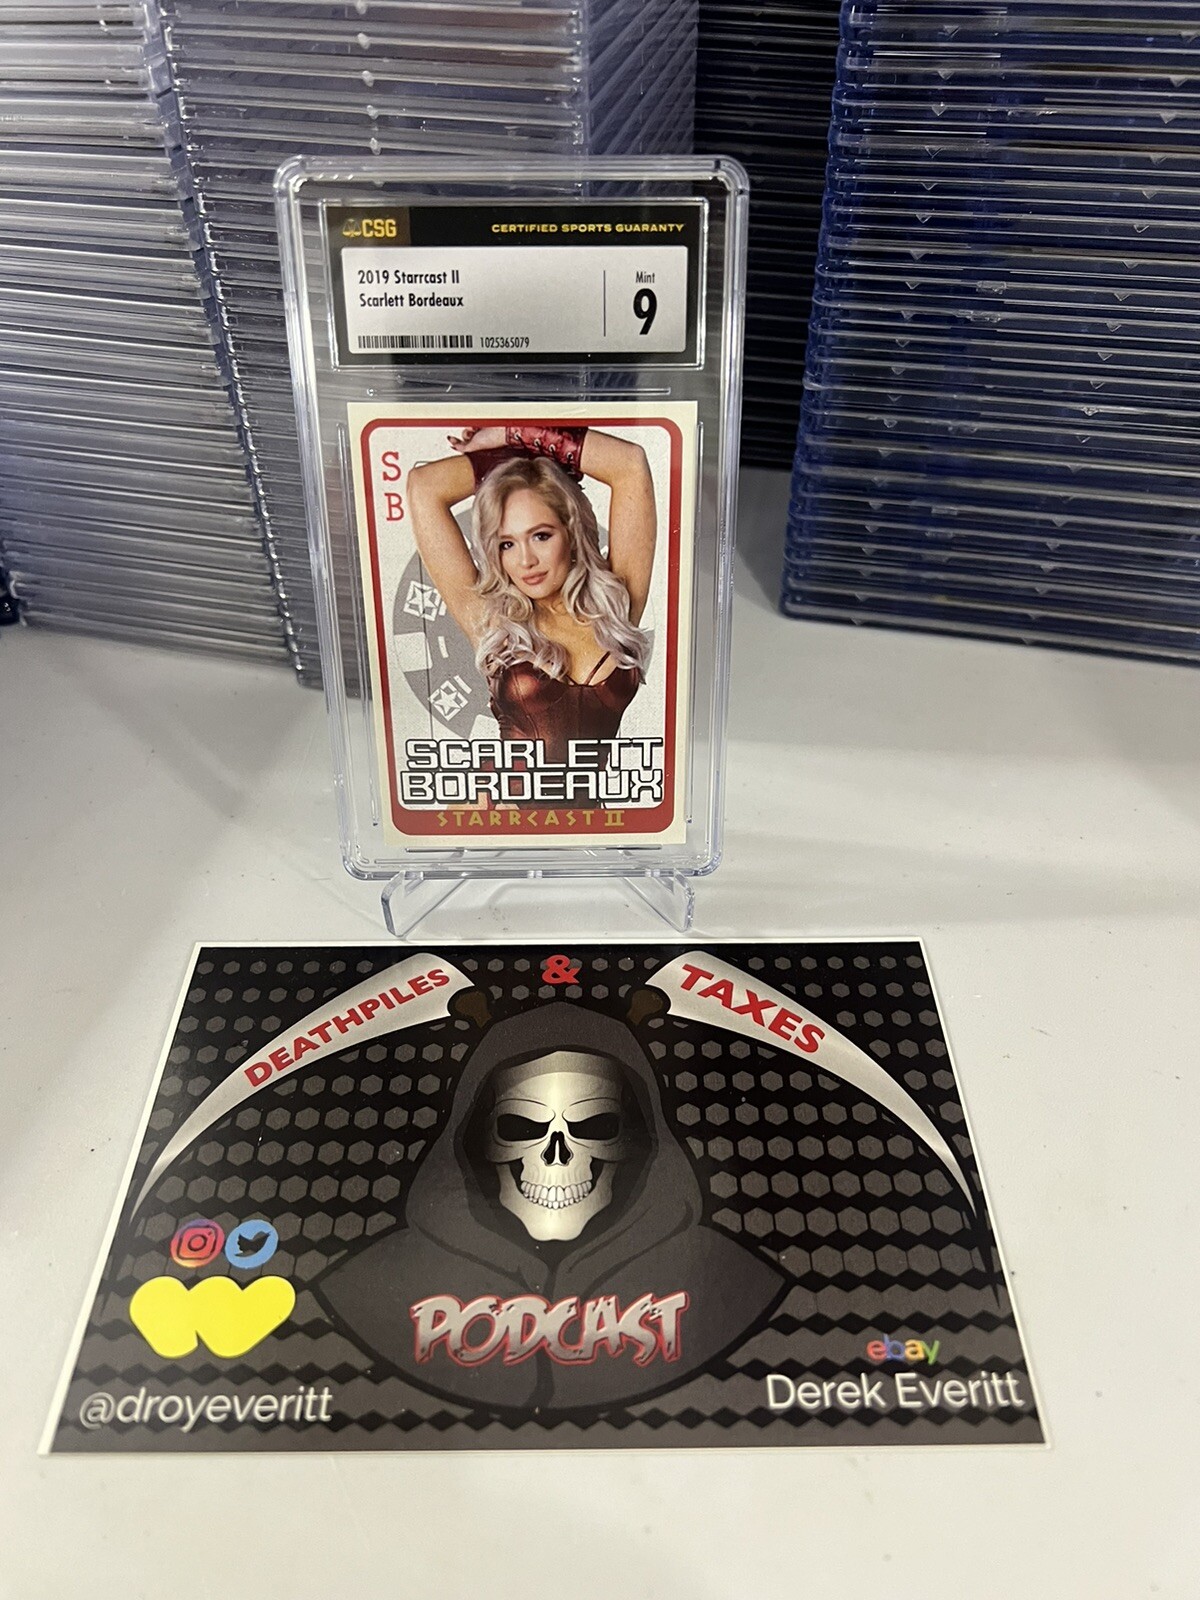 CSG
CERTIFIED SPORTS GUARANTY
2019 Starrcast II
Scarlett Bordeaux
Mint
9
1025365079
S
B
SCARLETT
BORDEAUX
STARRCAST II
DEATHPILES
&
TAXES
PODCAST
@droyeveritt
ebay
Derek Everitt